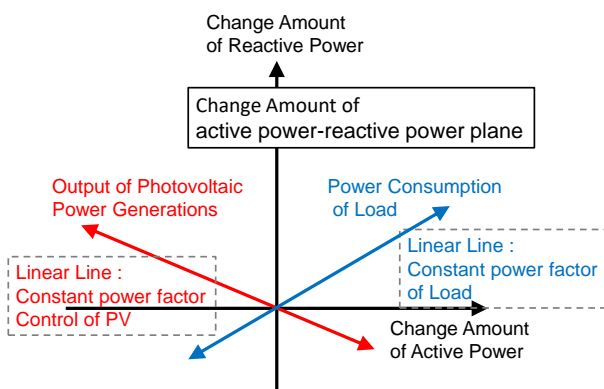 Change Amount
of Reactive Power
Change Amount of
active power-reactive power plane
Output of Photovoltaic
Power Generations
Power Consumption
of Load
Linear Line :
Constant power factor
Control of PV
Linear Line :
Constant power factor
of Load
Change Amount
of Active Power